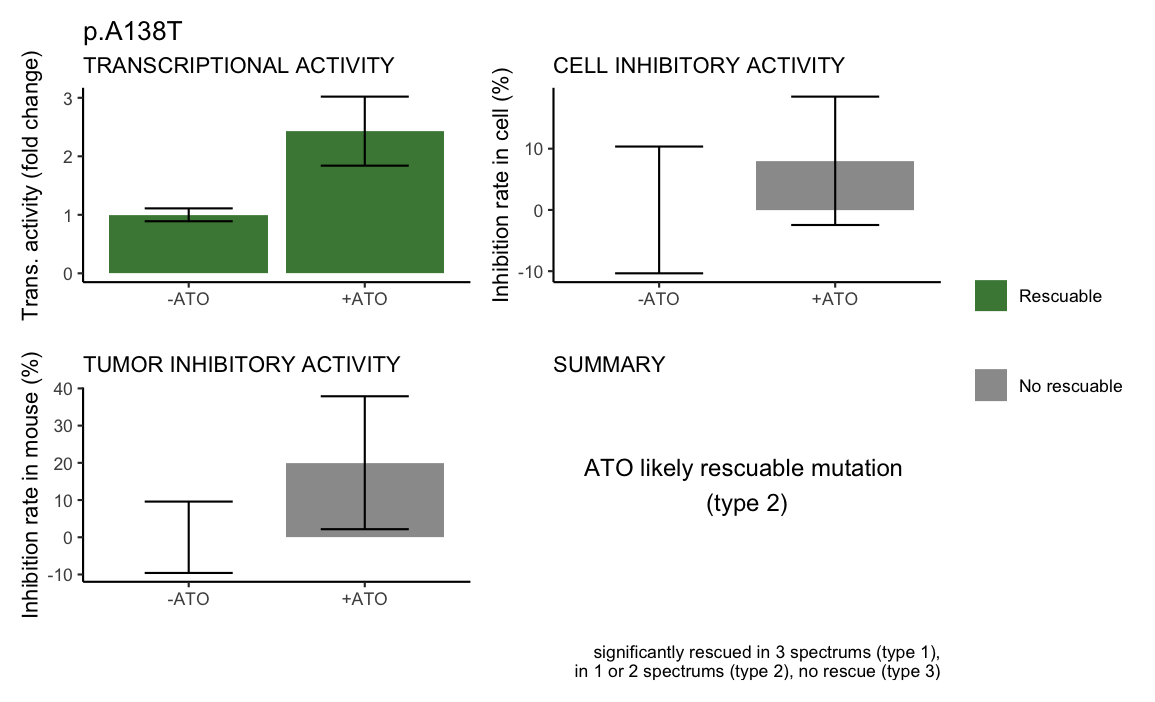 p.A138T
TRANSCRIPTIONAL ACTIVITY
Trans. activity (fold change)
3
2
1
0
-ATO
+ATO
CELL INHIBITORY ACTIVITY
Inhibition rate in cell (%)
10
0
-10
-ATO
+ATO
Rescuable
No rescuable
TUMOR INHIBITORY ACTIVITY
Inhibition rate in mouse (%)
40
30
20
10
0
-10
-ATO
+ATO
SUMMARY
ATO likely rescuable mutation
(type 2)
significantly rescued in 3 spectrums (type 1),
in 1 or 2 spectrums (type 2), no rescue (type 3)